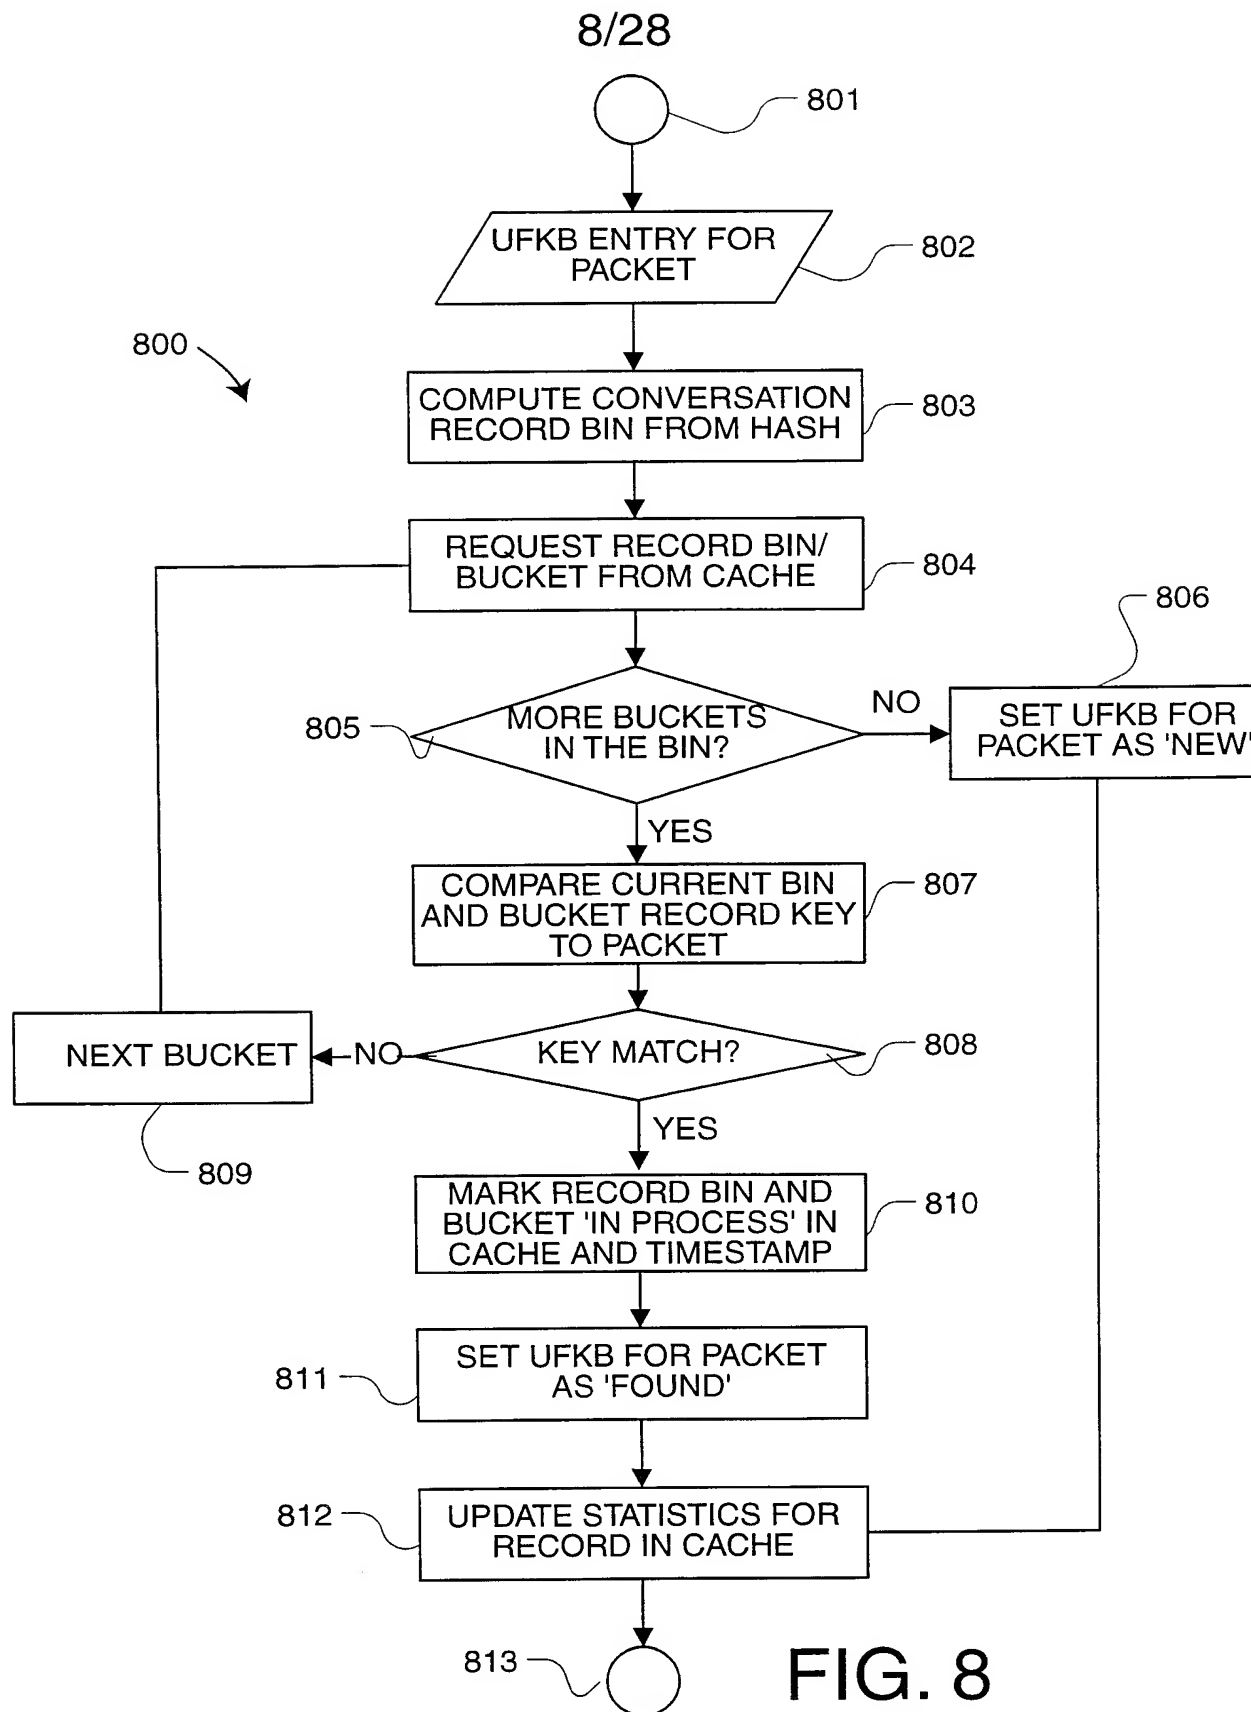 8/28
801
UFKB ENTRY FOR
PACKET
802
800
COMPUTE CONVERSATION
RECORD BIN FROM HASH
803
REQUEST RECORD BIN/
BUCKET FROM CACHE
804
806
805
MORE BUCKETS
IN THE BIN?
NO
SET UFKB FOR
PACKET AS 'NEW'
YES
COMPARE CURRENT BIN
AND BUCKET RECORD KEY
TO PACKET
807
NEXT BUCKET
NO
KEY MATCH?
808
809
YES
MARK RECORD BIN AND
BUCKET 'IN PROCESS' IN
CACHE AND TIMESTAMP
810
811
SET UFKB FOR PACKET
AS 'FOUND'
812
UPDATE STATISTICS FOR
RECORD IN CACHE
813
FIG. 8